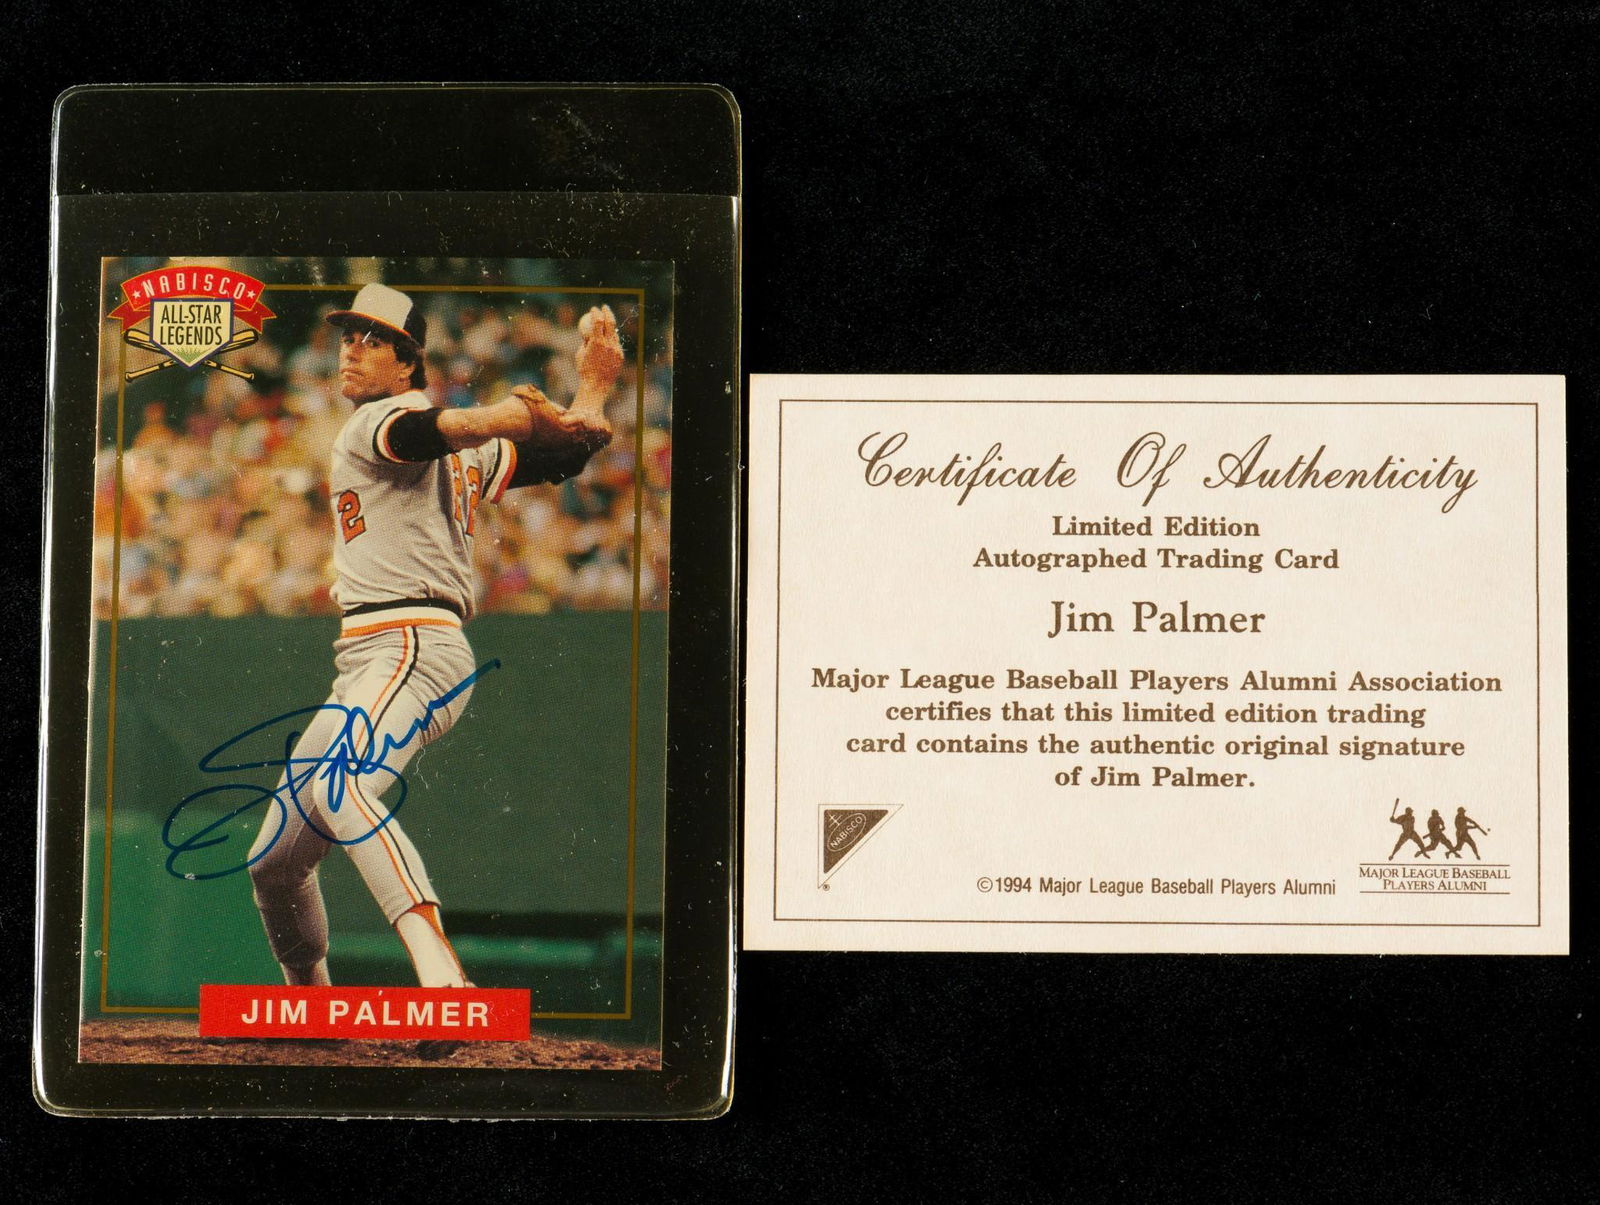 NABISCO
ALL-STAR
LEGENDS
2
22
JIM PALMER
Certificate Of Authenticity
Limited Edition
Autographed Trading Card
Jim Palmer
Major League Baseball Players Alumni Association
certifies that this limited edition trading
card contains the authentic original signature
of Jim Palmer.
NABISCO
®
©1994 Major League Baseball Players Alumni
MAJOR LEAGUE BASEBALL
PLAYERS ALUMNI